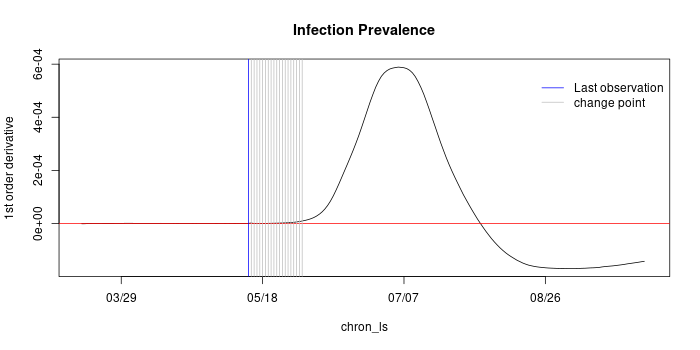 Infection Prevalence
1st order derivative
6e-04
4e-04
2e-04
0e+00
Last observation
change point
03/29
05/18
07/07
08/26
chron_ls